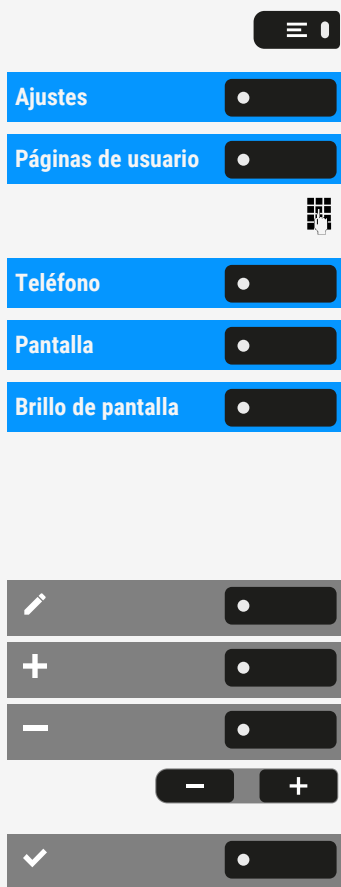 Ajustes
Páginas de usuario
Teléfono
Pantalla
Brillo de pantalla